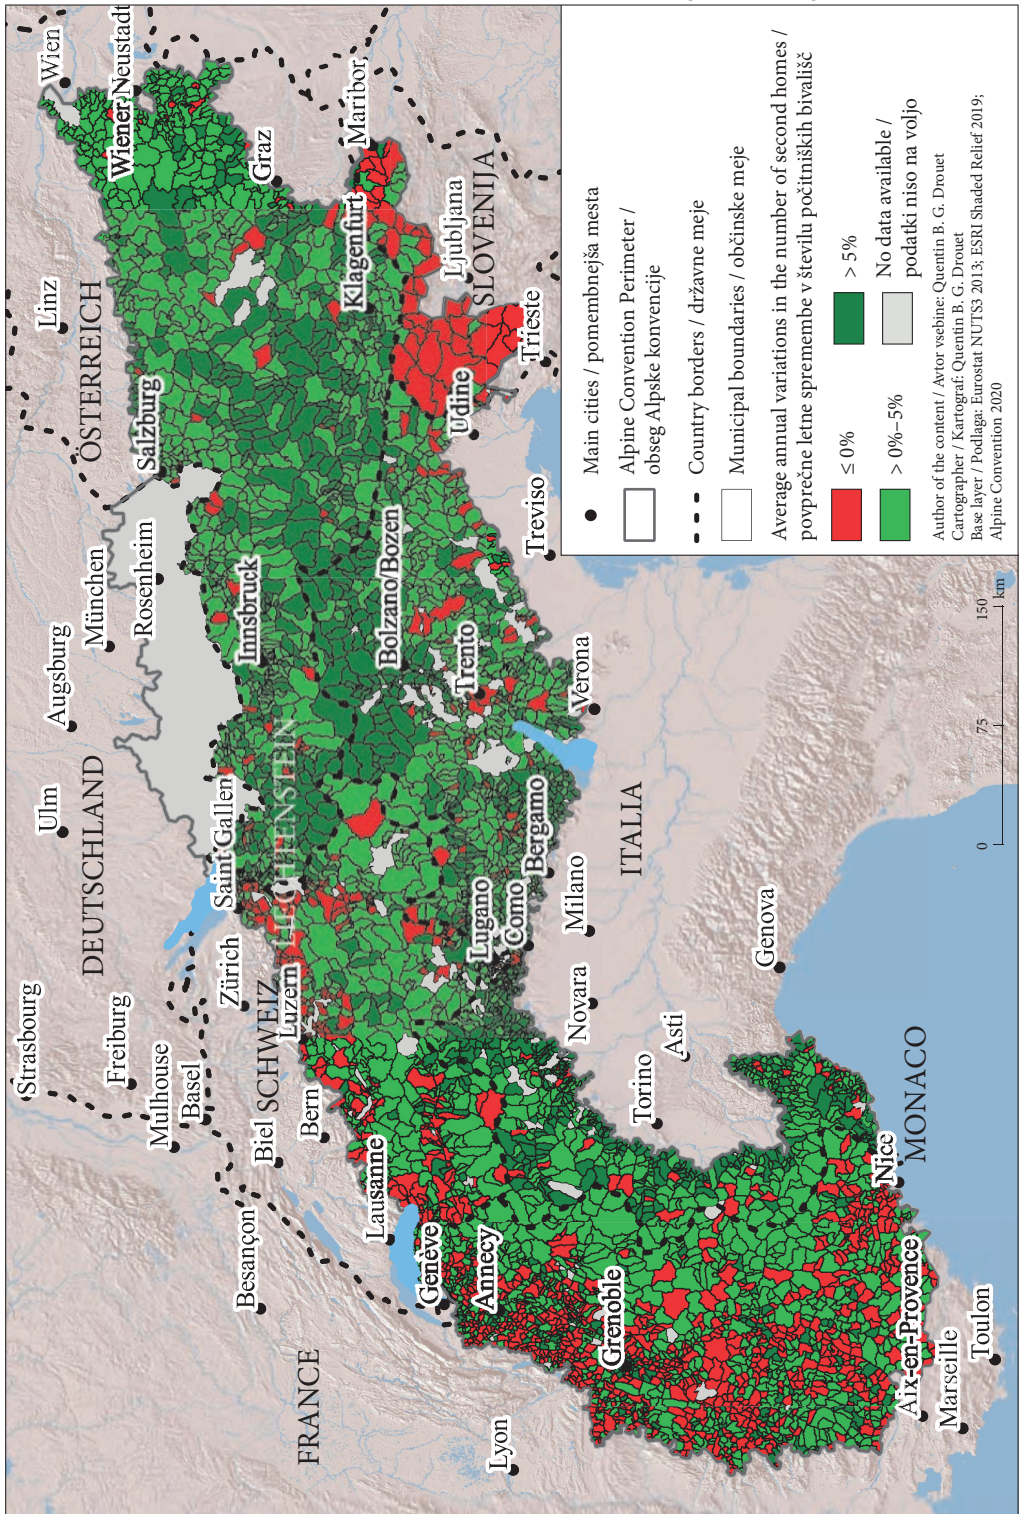 Strasbourg
Freiburg
Mulhouse
Basel
Besançon
Biel
Bern
SCHWEIZ
Zürich
Luzern
DEUTSCHLAND
Ulm
Augsburg
München
Rosenheim
Saint Gallen
LIECHTENSTEIN
Innsbruck
Salzburg
ÖSTERREICH
Linz
Wien
Wiener Neustadt
Graz
Maribor
Klagenfurt
Ljubljana
SLOVENIJA
Trieste
Udine
Treviso
Bolzano/Bozen
Trento
Verona
Bergamo
Como
Lugano
Milano
Novara
ITALIA
Genova
Asti
Torino
Lausanne
Genève
Annecy
FRANCE
Lyon
Grenoble
MONACO
Nice
Aix-en-Provence
Marseille
Toulon
0
75
150
km
Main cities / pomembnejša mesta
Alpine Convention Perimeter /
obseg Alpske konvencije
Country borders / državne meje
Municipal boundaries / občinske meje
Average annual variations in the number of second homes /
povprečne letne spremembe v številu počitniških bivališč
≤ 0%
> 0%–5%
> 5%
No data available /
podatki niso na voljo
Author of the content / Avtor vsebine: Quentin B. G. Drouet
Cartographer / Kartograf: Quentin B. G. Drouet
Base layer / Podlaga: Eurostat NUTS3 2013; ESRI Shaded Relief 2019;
Alpine Convention 2020